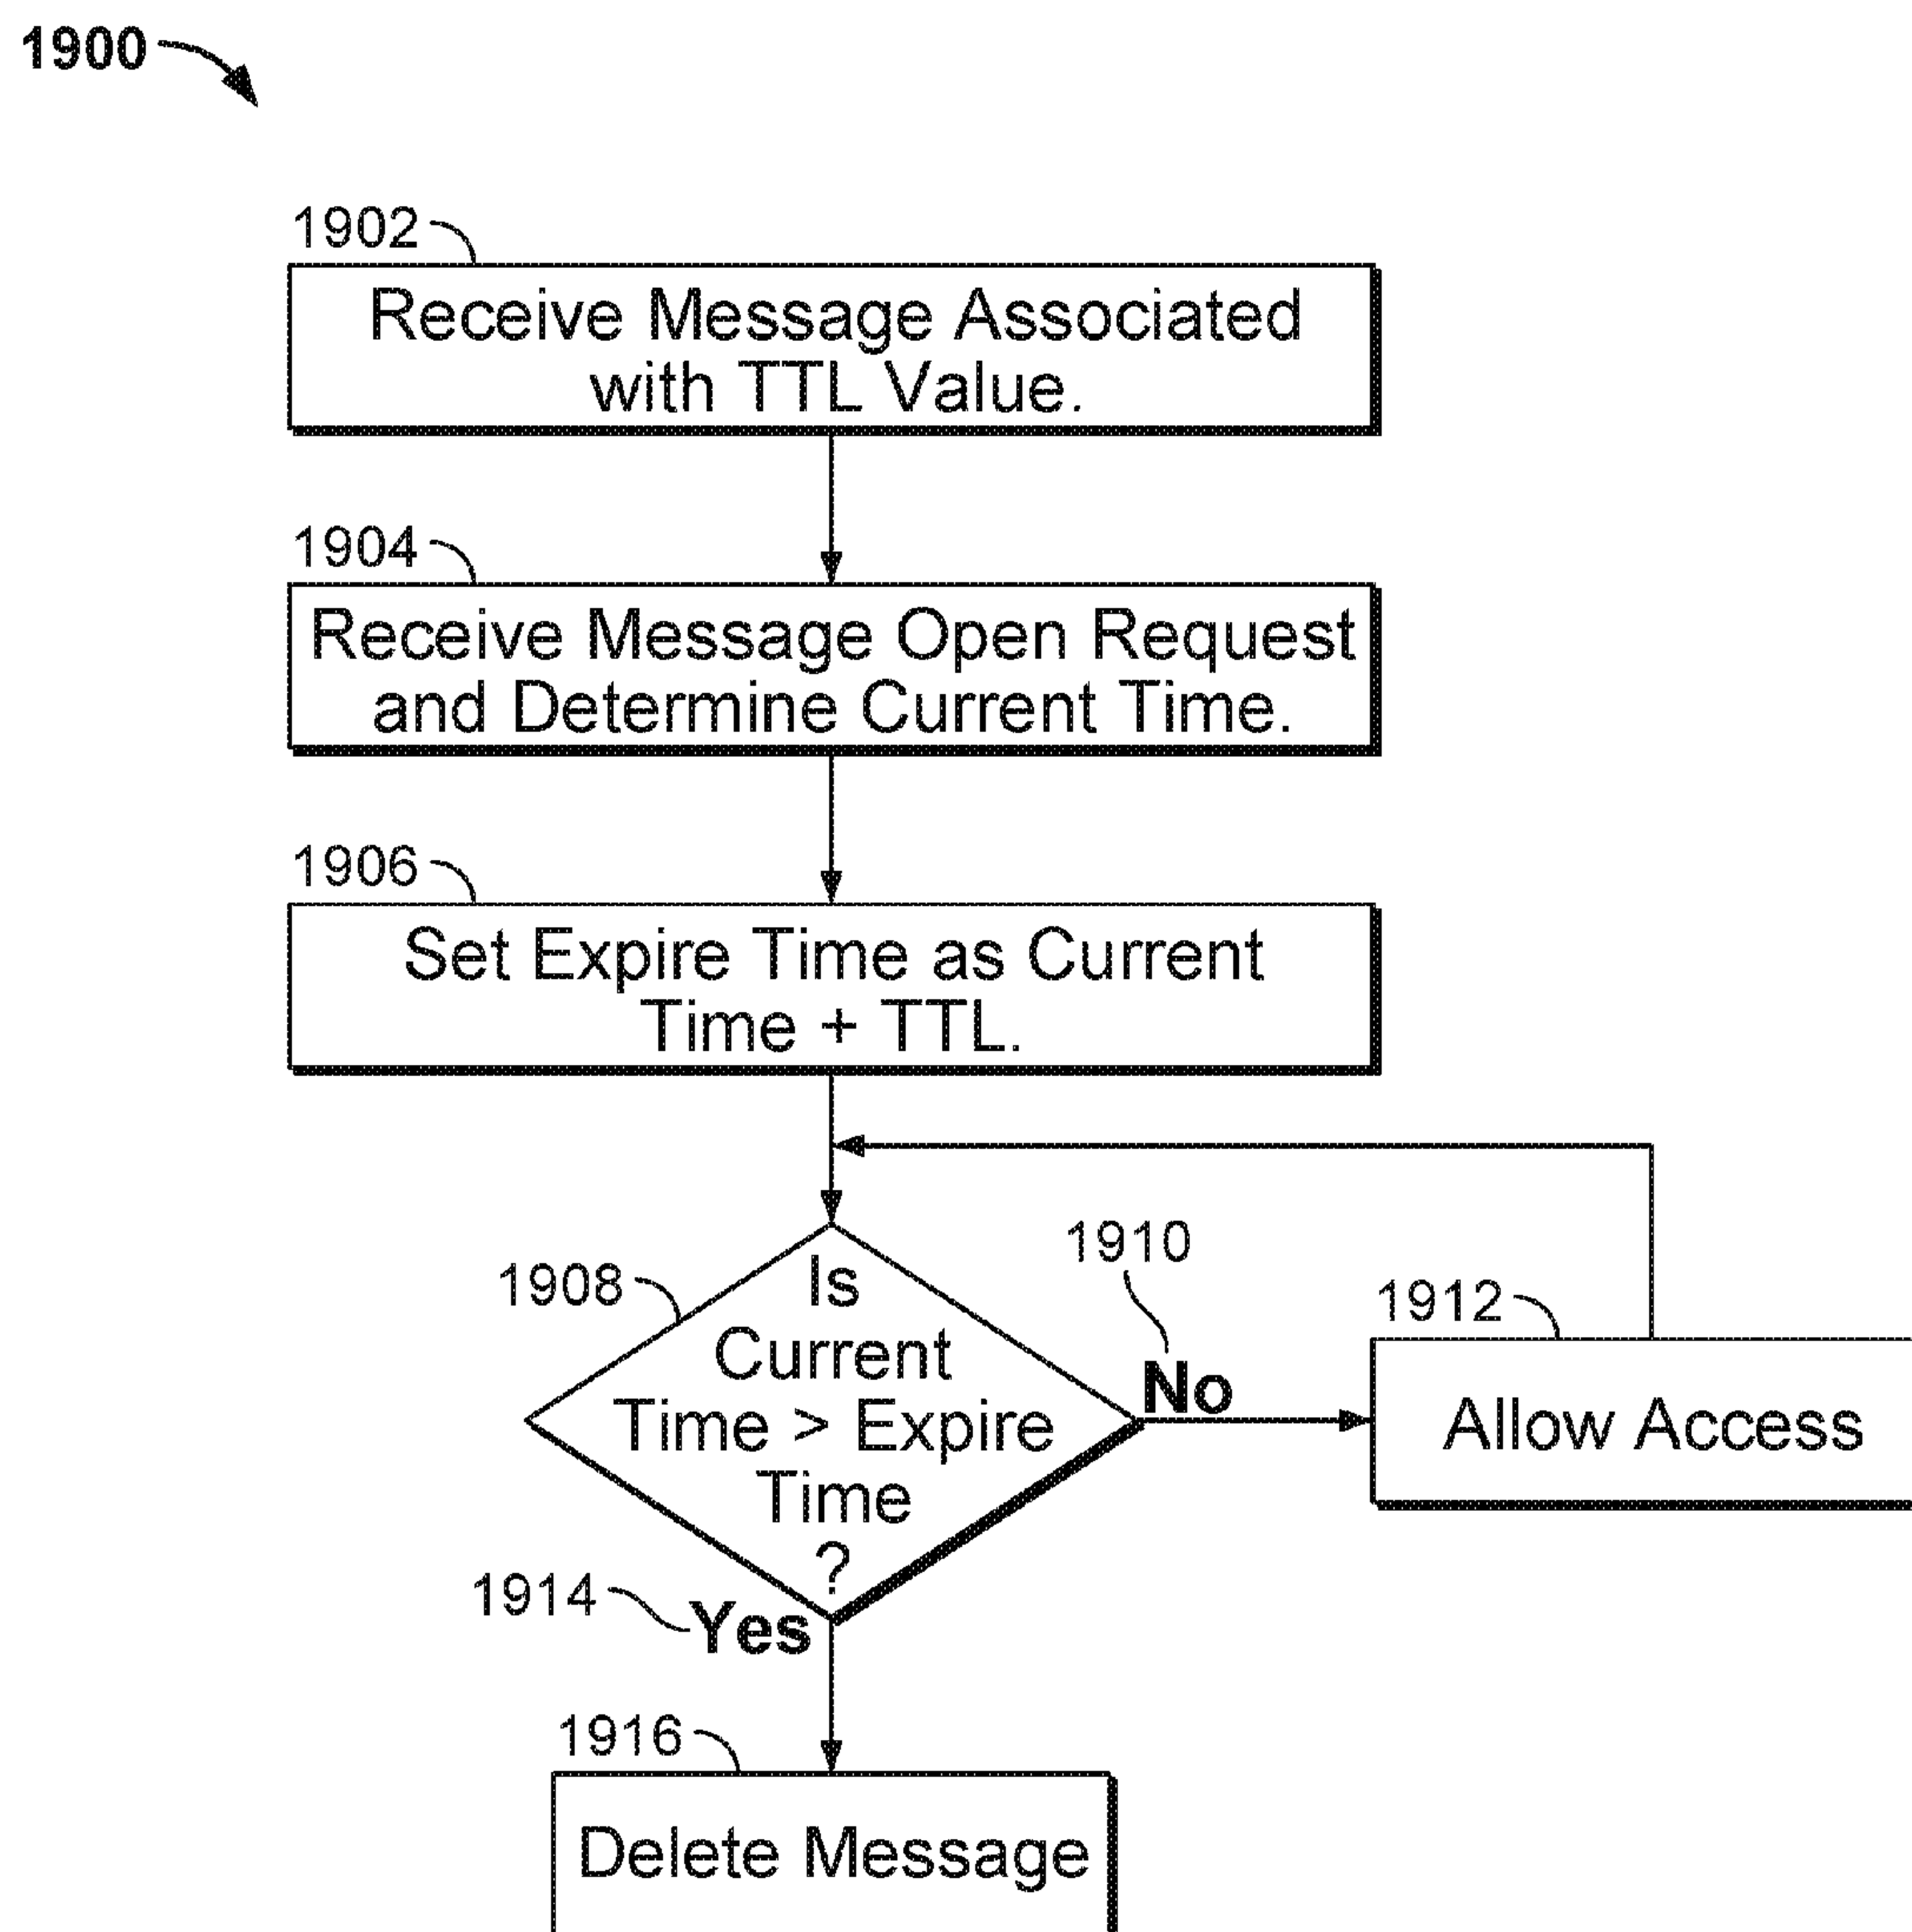 1900
1902
Receive Message Associated
with TTL Value.
1904
Receive Message Open Request
and Determine Current Time.
1906
Set Expire Time as Current
Time + TTL.
1908
Is
Current
Time > Expire
Time
?
1910
No
1912
Allow Access
1914
Yes
1916
Delete Message